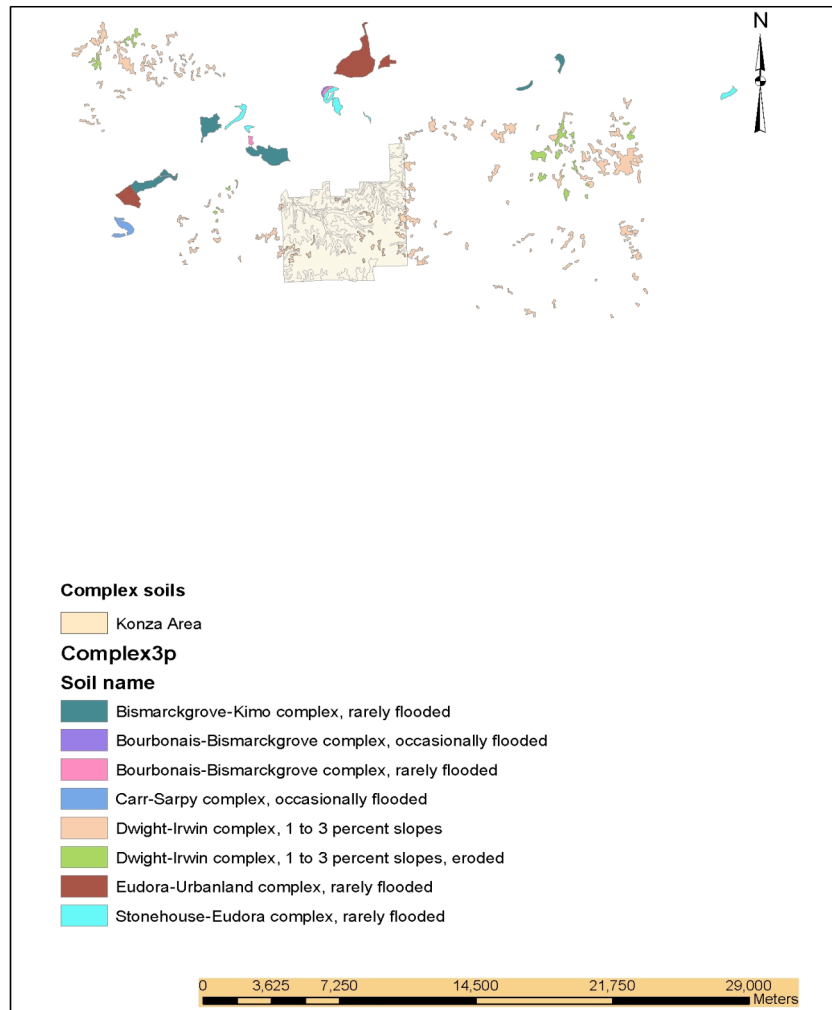 N
Complex soils
Konza Area
Complex3p
Soil name
Bismarckgrove-Kimo complex, rarely flooded
Bourbonais-Bismarckgrove complex, occasionally flooded
Bourbonais-Bismarckgrove complex, rarely flooded
Carr-Sarpy complex, occasionally flooded
Dwight-Irwin complex, 1 to 3 percent slopes
Dwight-Irwin complex, 1 to 3 percent slopes, eroded
Eudora-Urbanland complex, rarely flooded
Stonehouse-Eudora complex, rarely flooded
0 3,625 7,250 14,500 21,750 29,000
Meters